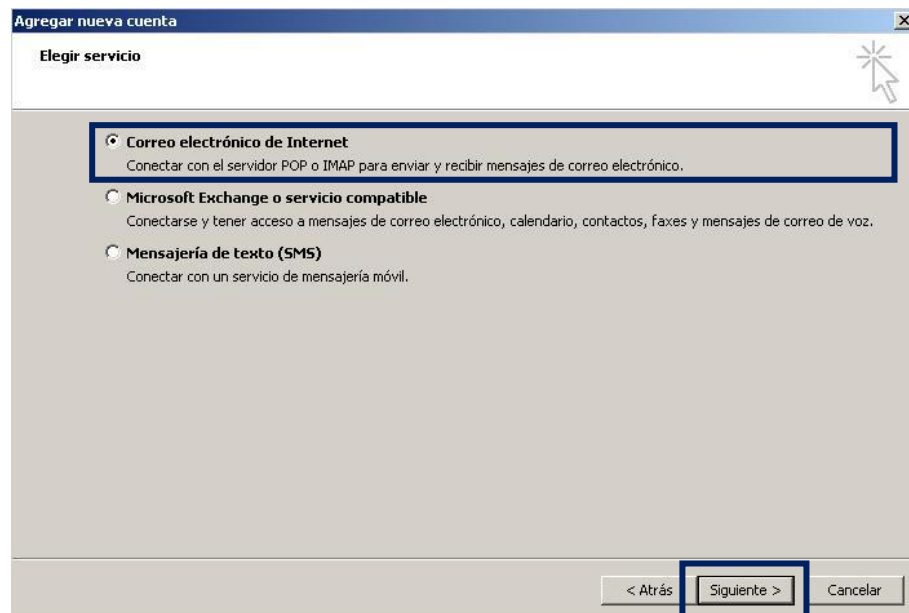 Agregar nueva cuenta
Elegir servicio
Correo electrónico de Internet
Conectar con el servidor POP o IMAP para enviar y recibir mensajes de correo electrónico.
Microsoft Exchange o servicio compatible
Conectarse y tener acceso a mensajes de correo electrónico, calendario, contactos, faxes y mensajes de correo de voz.
Mensajería de texto (SMS)
Conectar con un servicio de mensajería móvil.
< Atrás Siguiente > Cancelar